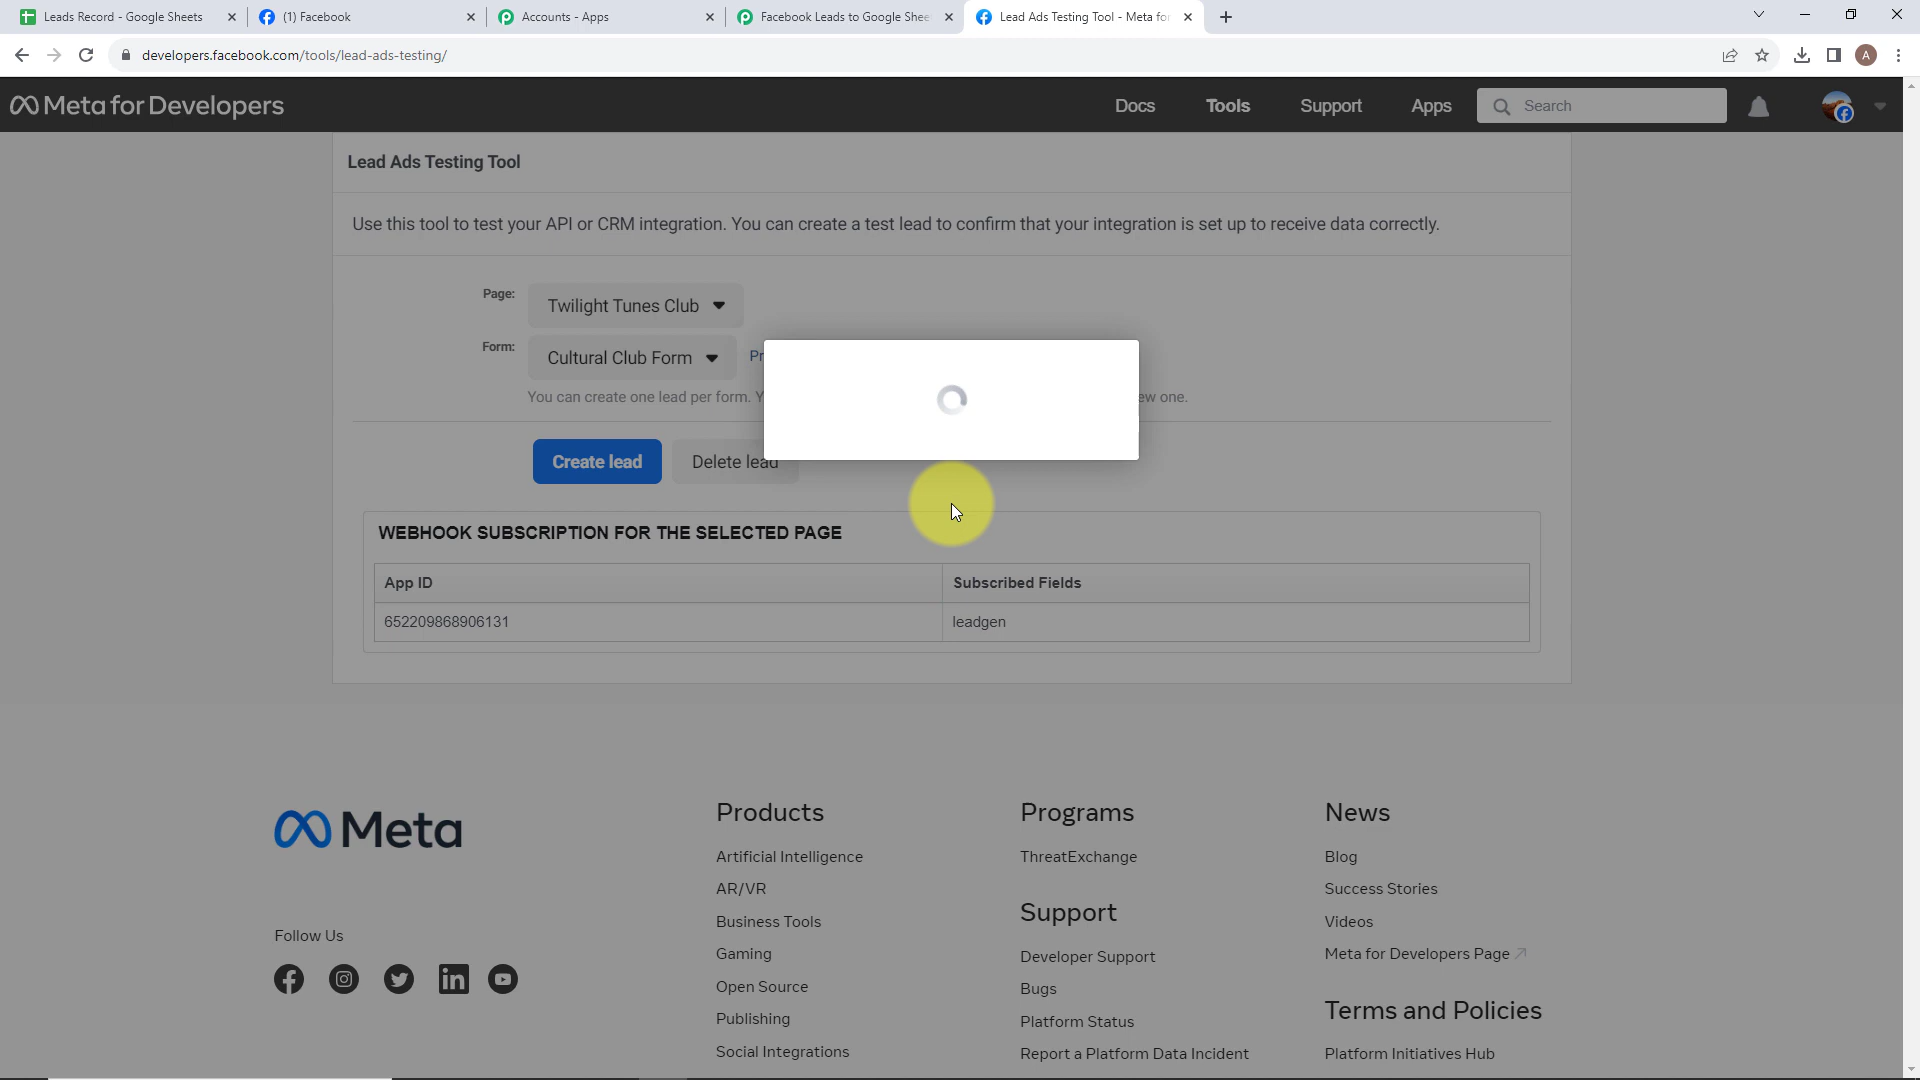 Leads Record - Google Sheets
(1) Facebook
Accounts - Apps
Facebook Leads to Google Shee
Lead Ads Testing Tool - Meta for
developers.facebook.com/tools/lead-ads-testing/
A
Meta for Developers
Docs
Tools
Support
Apps
Search
Lead Ads Testing Tool
Use this tool to test your API or CRM integration. You can create a test lead to confirm that your integration is set up to receive data correctly.
Page:
Twilight Tunes Club
Form:
Cultural Club Form
Pr
You can create one lead per form. Y
ew one.
Create lead
Delete lead
WEBHOOK SUBSCRIPTION FOR THE SELECTED PAGE
App ID
Subscribed Fields
652209868906131
leadgen
Meta
Follow Us
Products
Artificial Intelligence
AR/VR
Business Tools
Gaming
Open Source
Publishing
Social Integrations
Programs
ThreatExchange
Support
Developer Support
Bugs
Platform Status
Report a Platform Data Incident
News
Blog
Success Stories
Videos
Meta for Developers Page
Terms and Policies
Platform Initiatives Hub